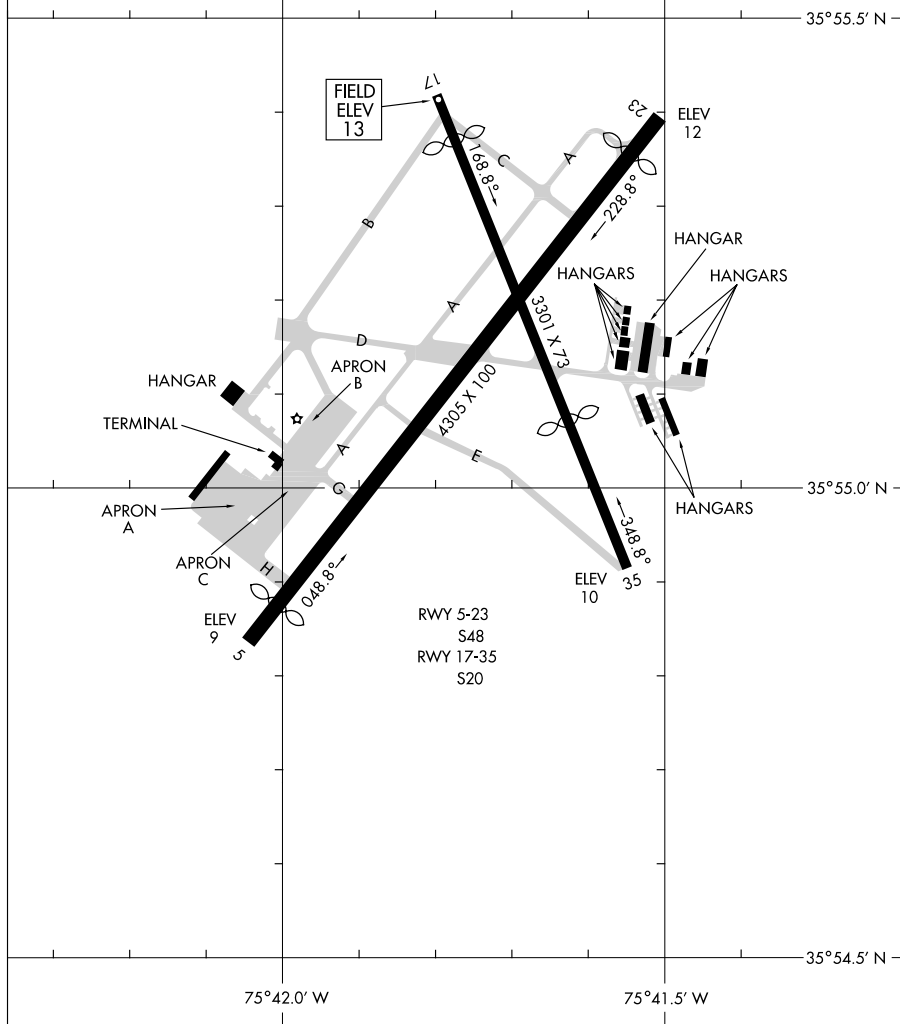 35°55.5' N
17
FIELD
ELEV
13
23
ELEV
12
168.8°
C
A
228.8°
B
HANGAR
HANGARS
HANGARS
A
3301 X 73
D
APRON
B
HANGAR
4305 X 100
TERMINAL
A
E
G
35°55.0' N
APRON
A
HANGARS
APRON
C
H
048.8°
348.8°
ELEV
10
35
ELEV
9
5
RWY 5-23
S48
RWY 17-35
S20
35°54.5' N
75°42.0' W
75°41.5' W